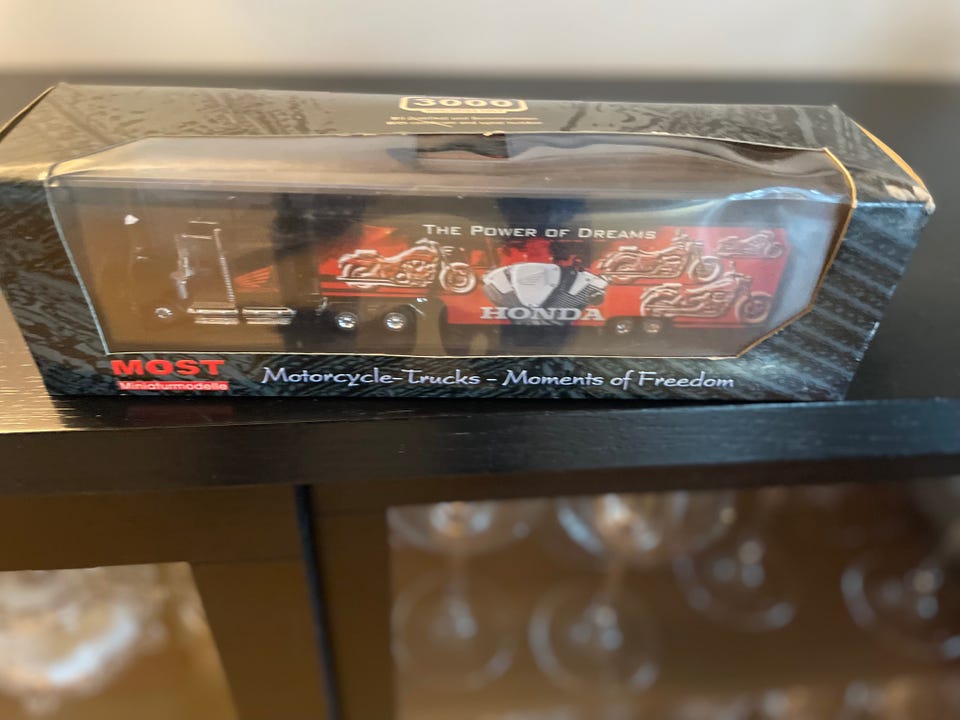 3000
THE POWER OF DREAMS
HONDA
MOST
Miniaturmodelle
Motorcycle-Trucks - Moments of Freedom